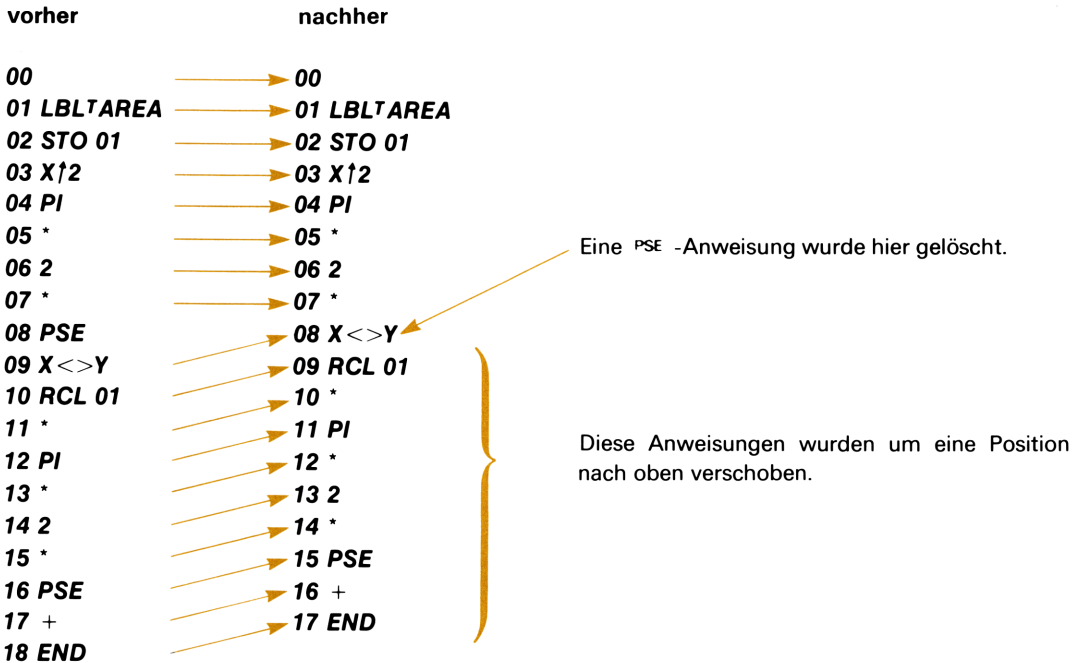 vorher
nachher
00
01 LBLᵀAREA
02 STO 01
03 X↑2
04 PI
05 *
06 2
07 *
08 PSE
09 X<>Y
10 RCL 01
11 *
12 PI
13 *
14 2
15 *
16 PSE
17 +
18 END
00
01 LBLᵀAREA
02 STO 01
03 X↑2
04 PI
05 *
06 2
07 *
08 X<>Y
09 RCL 01
10 *
11 PI
12 *
13 2
14 *
15 PSE
16 +
17 END
Eine PSE -Anweisung wurde hier gelöscht.
Diese Anweisungen wurden um eine Position
nach oben verschoben.